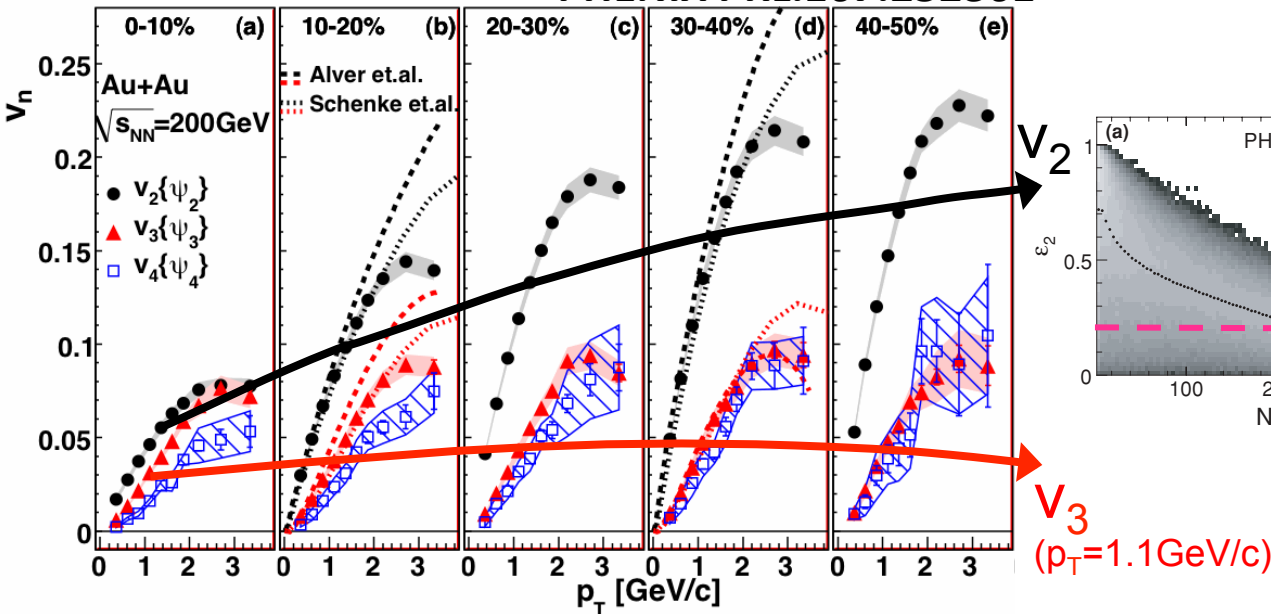 0-10% (a)
10-20% (b)
20-30% (c)
30-40% (d)
40-50% (e)
v_n
0.25
0.2
0.15
0.1
0.05
0
Au+Au
√s_NN=200GeV
v_2{ψ_2}
v_3{ψ_3}
v_4{ψ_4}
Alver et.al.
Schenke et.al.
0 1 2 3
0 1 2 3
0 1 2 3
0 1 2 3
0 1 2 3
p_T [GeV/c]
v_2
v_3
(p_T=1.1GeV/c)
(a)
PH
1
0.5
0
ε_2
100
2
N